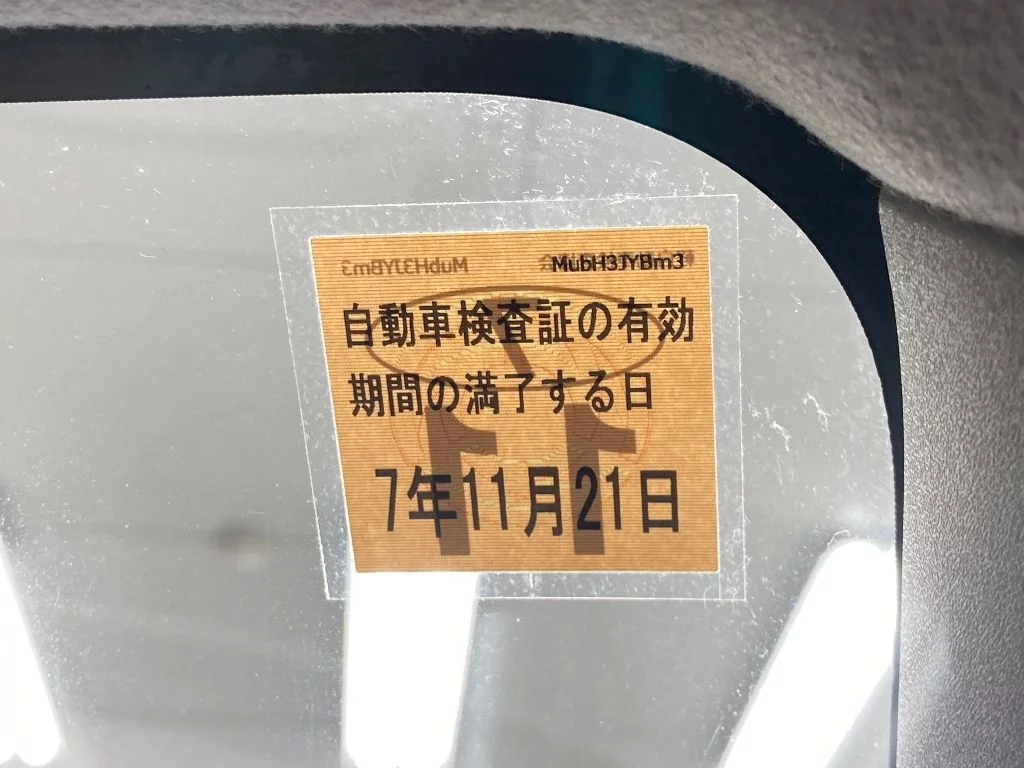 MubH3JYBm3
自動車検査証の有効
期間の満了する日
7年11月21日